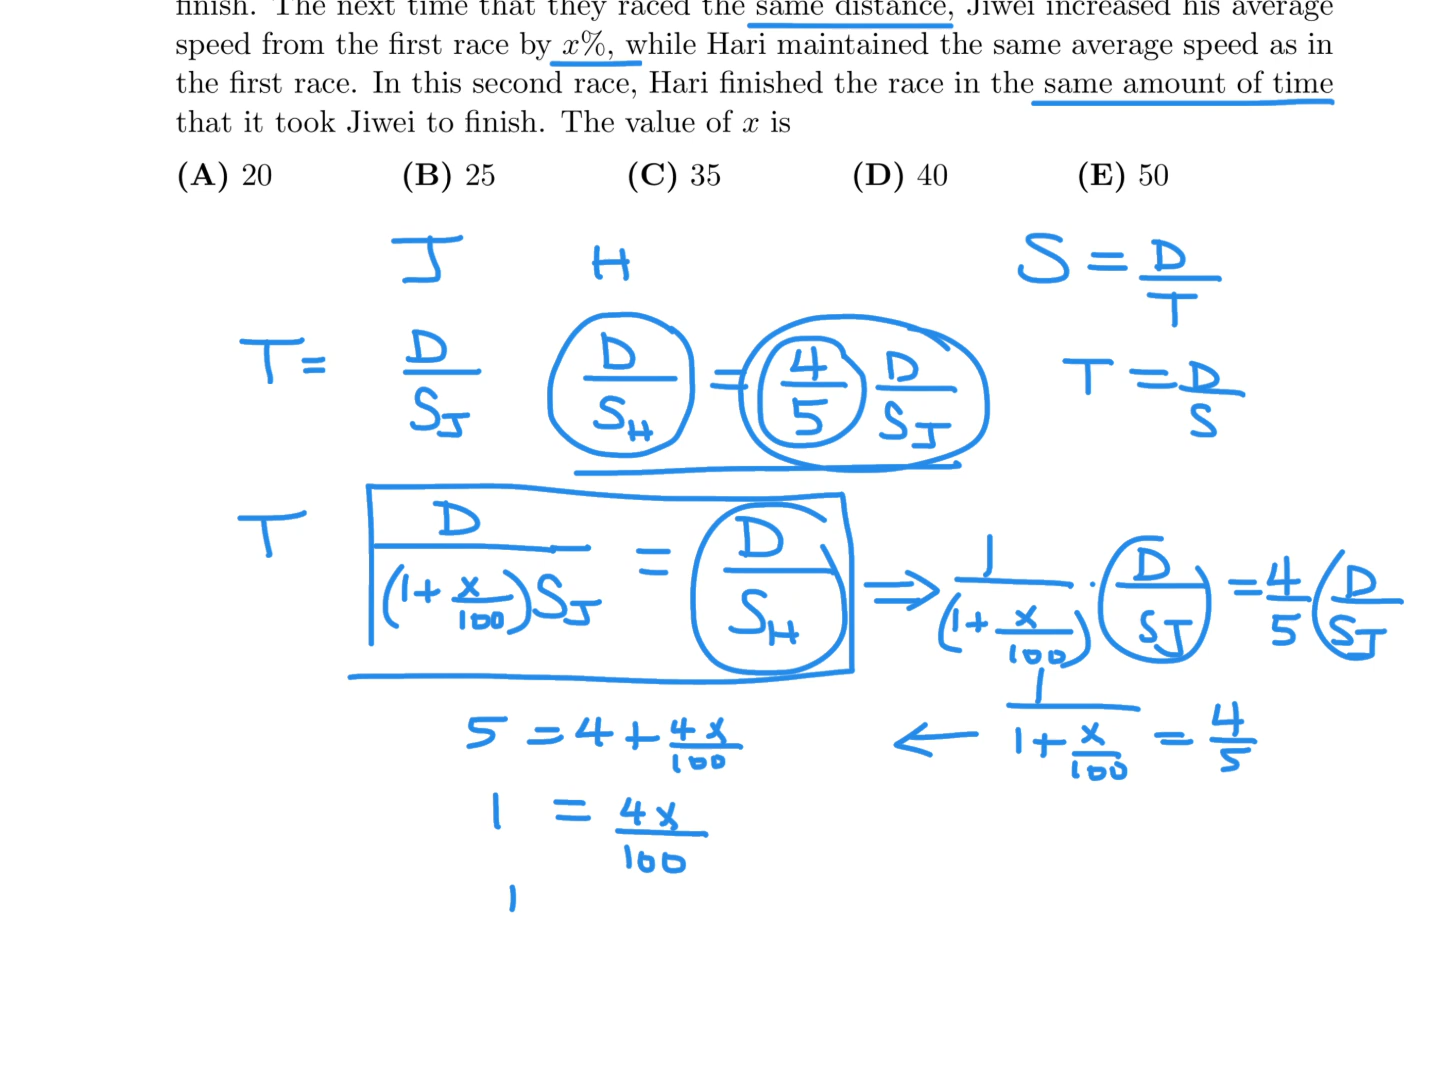 finish. The next time that they raced the same distance, Jiwei increased his average
speed from the first race by x%, while Hari maintained the same average speed as in
the first race. In this second race, Hari finished the race in the same amount of time
that it took Jiwei to finish. The value of x is
(A) 20 (B) 25 (C) 35 (D) 40 (E) 50
J H S = D/T
T = D/S_J D/S_H = 4/5 D/S_J T = D/S
T D/((1 + x/100)S_J) = D/S_H ⇒ 1/(1 + x/100) · (D/S_J) = 4/5 (D/S_J)
5 = 4 + 4x/100 ← 1/(1 + x/100) = 4/5
1 = 4x/100
1